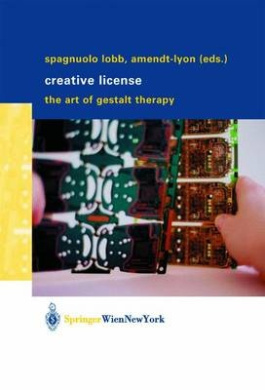 spagnuolo lobb, amendt-lyon (eds.)
creative license
the art of gestalt therapy
SpringerWienNewYork